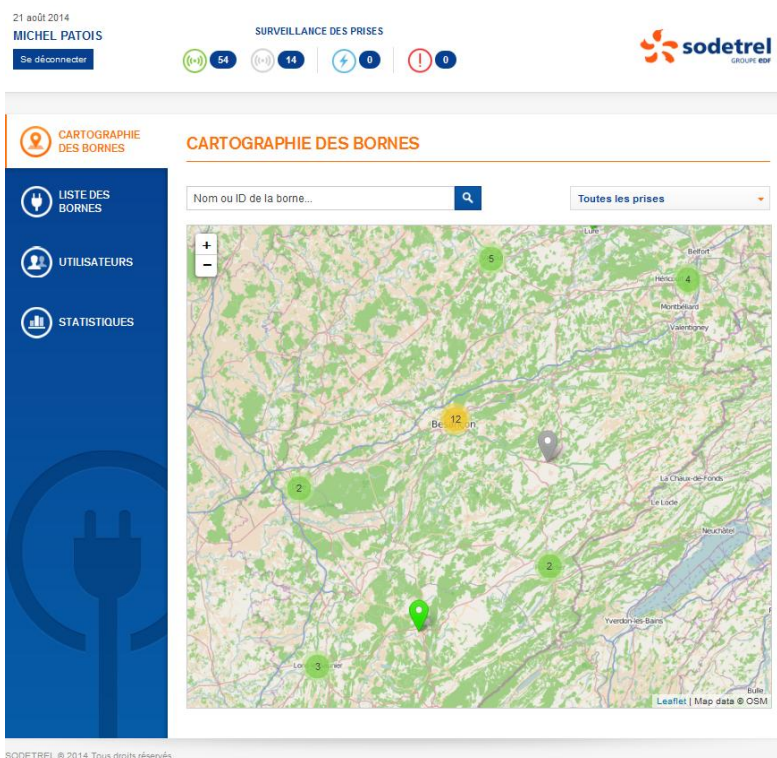 21 août 2014
MICHEL PATOIS
Se déconnecter
SURVEILLANCE DES PRISES
54
14
0
0
sodetrel
GROUPE EDF
CARTOGRAPHIE
DES BORNES
LISTE DES
BORNES
UTILISATEURS
STATISTIQUES
CARTOGRAPHIE DES BORNES
Nom ou ID de la borne...
Toutes les prises
+
−
Lure
5
Belfort
4
Montbéliard
Valentigney
12
La Chaux-de-Fonds
2
Le Locle
Neuchâtel
2
Yverdon-les-Bains
3
Bulle
Leaflet | Map data © OSM
SODETREL © 2014 Tous droits réservés